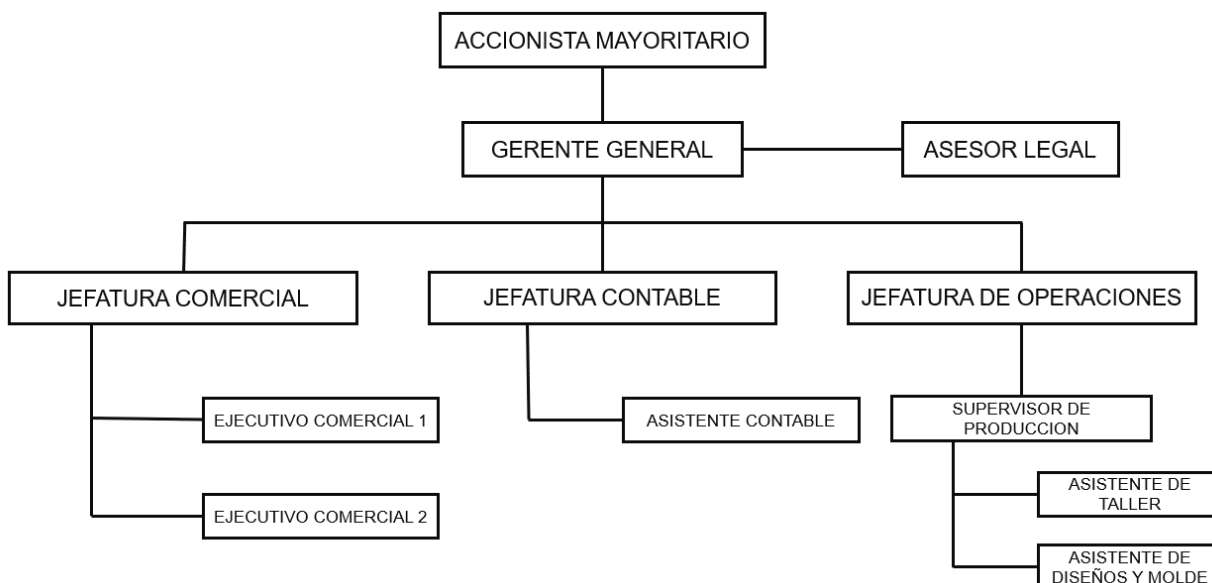 ACCIONISTA MAYORITARIO
GERENTE GENERAL
ASESOR LEGAL
JEFATURA COMERCIAL
JEFATURA CONTABLE
JEFATURA DE OPERACIONES
EJECUTIVO COMERCIAL 1
ASISTENTE CONTABLE
SUPERVISOR DE
PRODUCCION
EJECUTIVO COMERCIAL 2
ASISTENTE DE
TALLER
ASISTENTE DE
DISEÑOS Y MOLDE